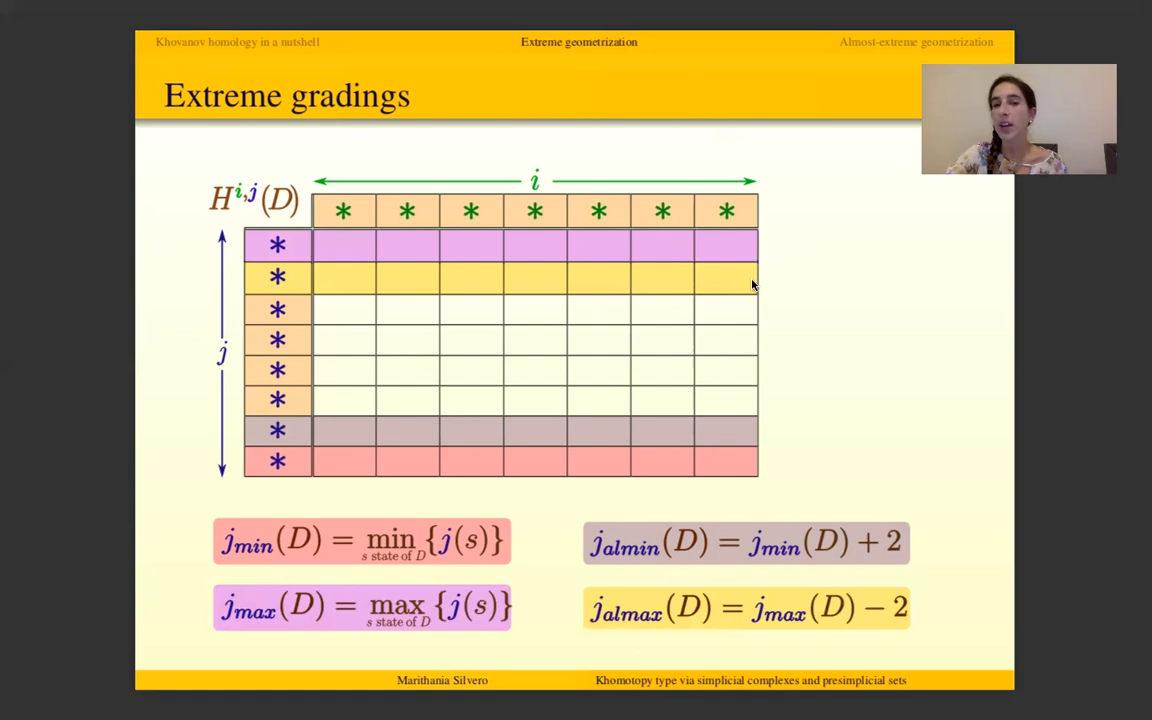 Khovanov homology in a nutshell Extreme geometrization Almost-extreme geometrization
Extreme gradings
i
H^{i,j}(D)
* * * * * * *
*
*
*
*
j
*
*
*
*
j_{min}(D) = min_{s state of D} {j(s)} j_{almin}(D) = j_{min}(D) + 2
j_{max}(D) = max_{s state of D} {j(s)} j_{almax}(D) = j_{max}(D) − 2
Marithania Silvero Khomotopy type via simplicial complexes and presimplicial sets